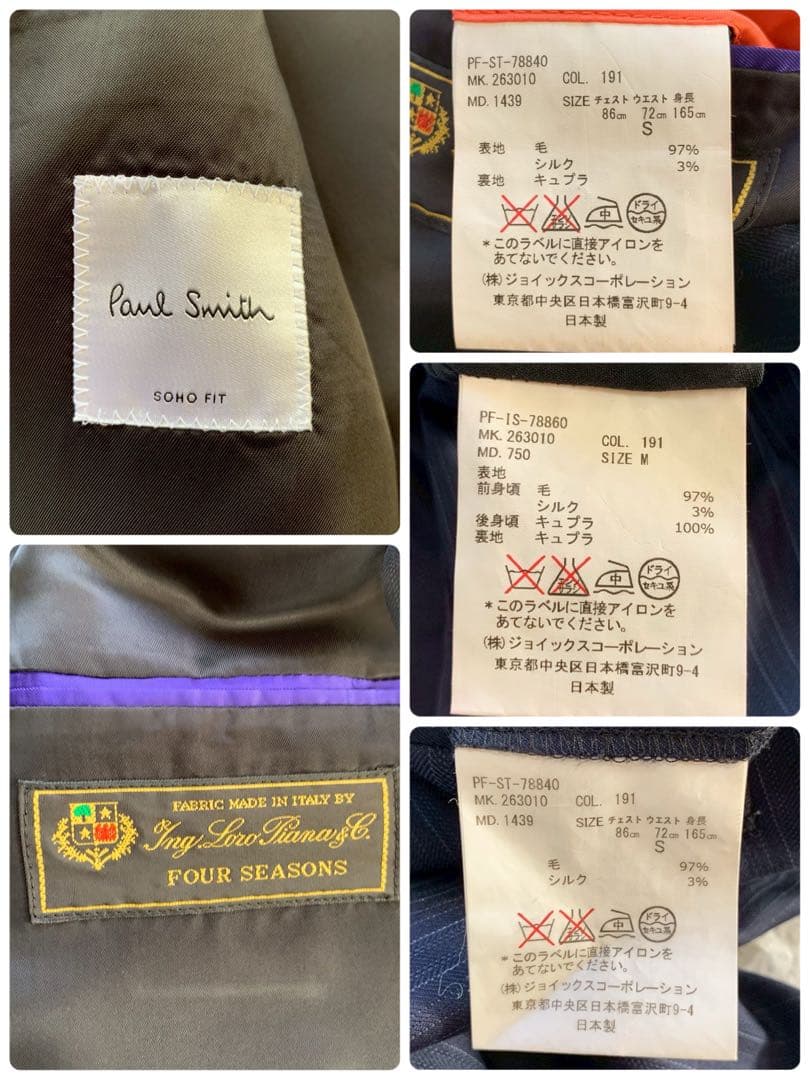 Paul Smith
SOHO FIT
FABRIC MADE IN ITALY BY
Ing. Loro Piana & C.
FOUR SEASONS
PF-ST-78840
MK. 263010 COL. 191
MD. 1439 SIZE チェスト ウエスト 身長
86cm 72cm 165cm
S
表地 毛 97%
シルク 3%
裏地 キュプラ
中
ドライ
セキユ系
*このラベルに直接アイロンを
あてないでください。
(株)ジョイックスコーポレーション
東京都中央区日本橋富沢町9-4
日本製
PF-IS-78860
MK. 263010 COL. 191
MD. 750 SIZE M
表地
前身頃 毛 97%
シルク 3%
後身頃 キュプラ 100%
裏地 キュプラ
中
ドライ
セキユ系
*このラベルに直接アイロンを
あてないでください。
(株)ジョイックスコーポレーション
東京都中央区日本橋富沢町9-4
日本製
PF-ST-78840
MK. 263010 COL. 191
MD. 1439 SIZE チェスト ウエスト 身長
86cm 72cm 165cm
S
毛 97%
シルク 3%
中
ドライ
セキユ系
*このラベルに直接アイロンを
あてないでください。
(株)ジョイックスコーポレーション
東京都中央区日本橋富沢町9-4
日本製